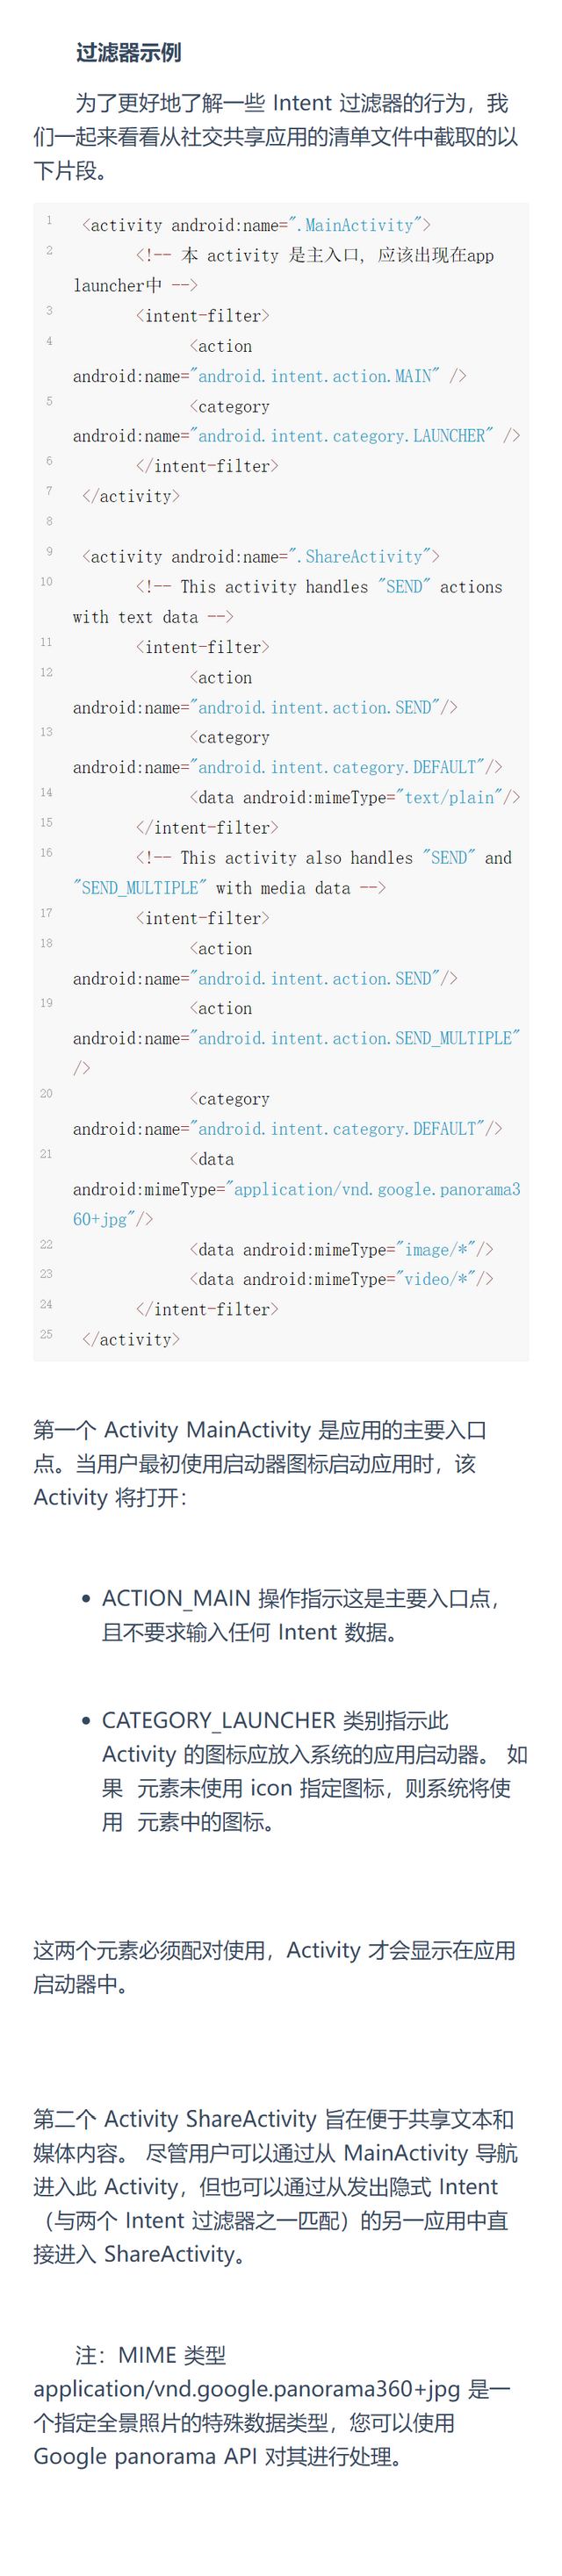 过滤器示例
为了更好地了解一些 Intent 过滤器的行为，我
们一起来看看从社交共享应用的清单文件中截取的以
下片段。
1 <activity android:name=".MainActivity">
2 <!-- 本 activity 是主入口, 应该出现在app
launcher中 -->
3 <intent-filter>
4 <action
android:name="android.intent.action.MAIN" />
5 <category
android:name="android.intent.category.LAUNCHER" />
6 </intent-filter>
7 </activity>
8
9 <activity android:name=".ShareActivity">
10 <!-- This activity handles "SEND" actions
with text data -->
11 <intent-filter>
12 <action
android:name="android.intent.action.SEND"/>
13 <category
android:name="android.intent.category.DEFAULT"/>
14 <data android:mimeType="text/plain"/>
15 </intent-filter>
16 <!-- This activity also handles "SEND" and
"SEND_MULTIPLE" with media data -->
17 <intent-filter>
18 <action
android:name="android.intent.action.SEND"/>
19 <action
android:name="android.intent.action.SEND_MULTIPLE"
/>
20 <category
android:name="android.intent.category.DEFAULT"/>
21 <data
android:mimeType="application/vnd.google.panorama3
60+jpg"/>
22 <data android:mimeType="image/*"/>
23 <data android:mimeType="video/*"/>
24 </intent-filter>
25 </activity>
第一个 Activity MainActivity 是应用的主要入口
点。当用户最初使用启动器图标启动应用时，该
Activity 将打开：
• ACTION_MAIN 操作指示这是主要入口点，
且不要求输入任何 Intent 数据。
• CATEGORY_LAUNCHER 类别指示此
Activity 的图标应放入系统的应用启动器。 如
果 元素未使用 icon 指定图标，则系统将使
用 元素中的图标。
这两个元素必须配对使用，Activity 才会显示在应用
启动器中。
第二个 Activity ShareActivity 旨在便于共享文本和
媒体内容。 尽管用户可以通过从 MainActivity 导航
进入此 Activity，但也可以通过从发出隐式 Intent
（与两个 Intent 过滤器之一匹配）的另一应用中直
接进入 ShareActivity。
注：MIME 类型
application/vnd.google.panorama360+jpg 是一
个指定全景照片的特殊数据类型，您可以使用
Google panorama API 对其进行处理。